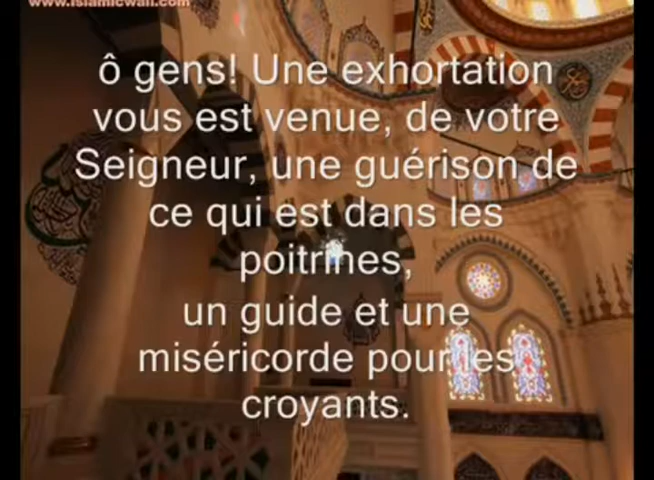 www.islamicwall.com
ô gens! Une exhortation
vous est venue, de votre
Seigneur, une guérison de
ce qui est dans les
poitrines,
un guide et une
miséricorde pour les
croyants.